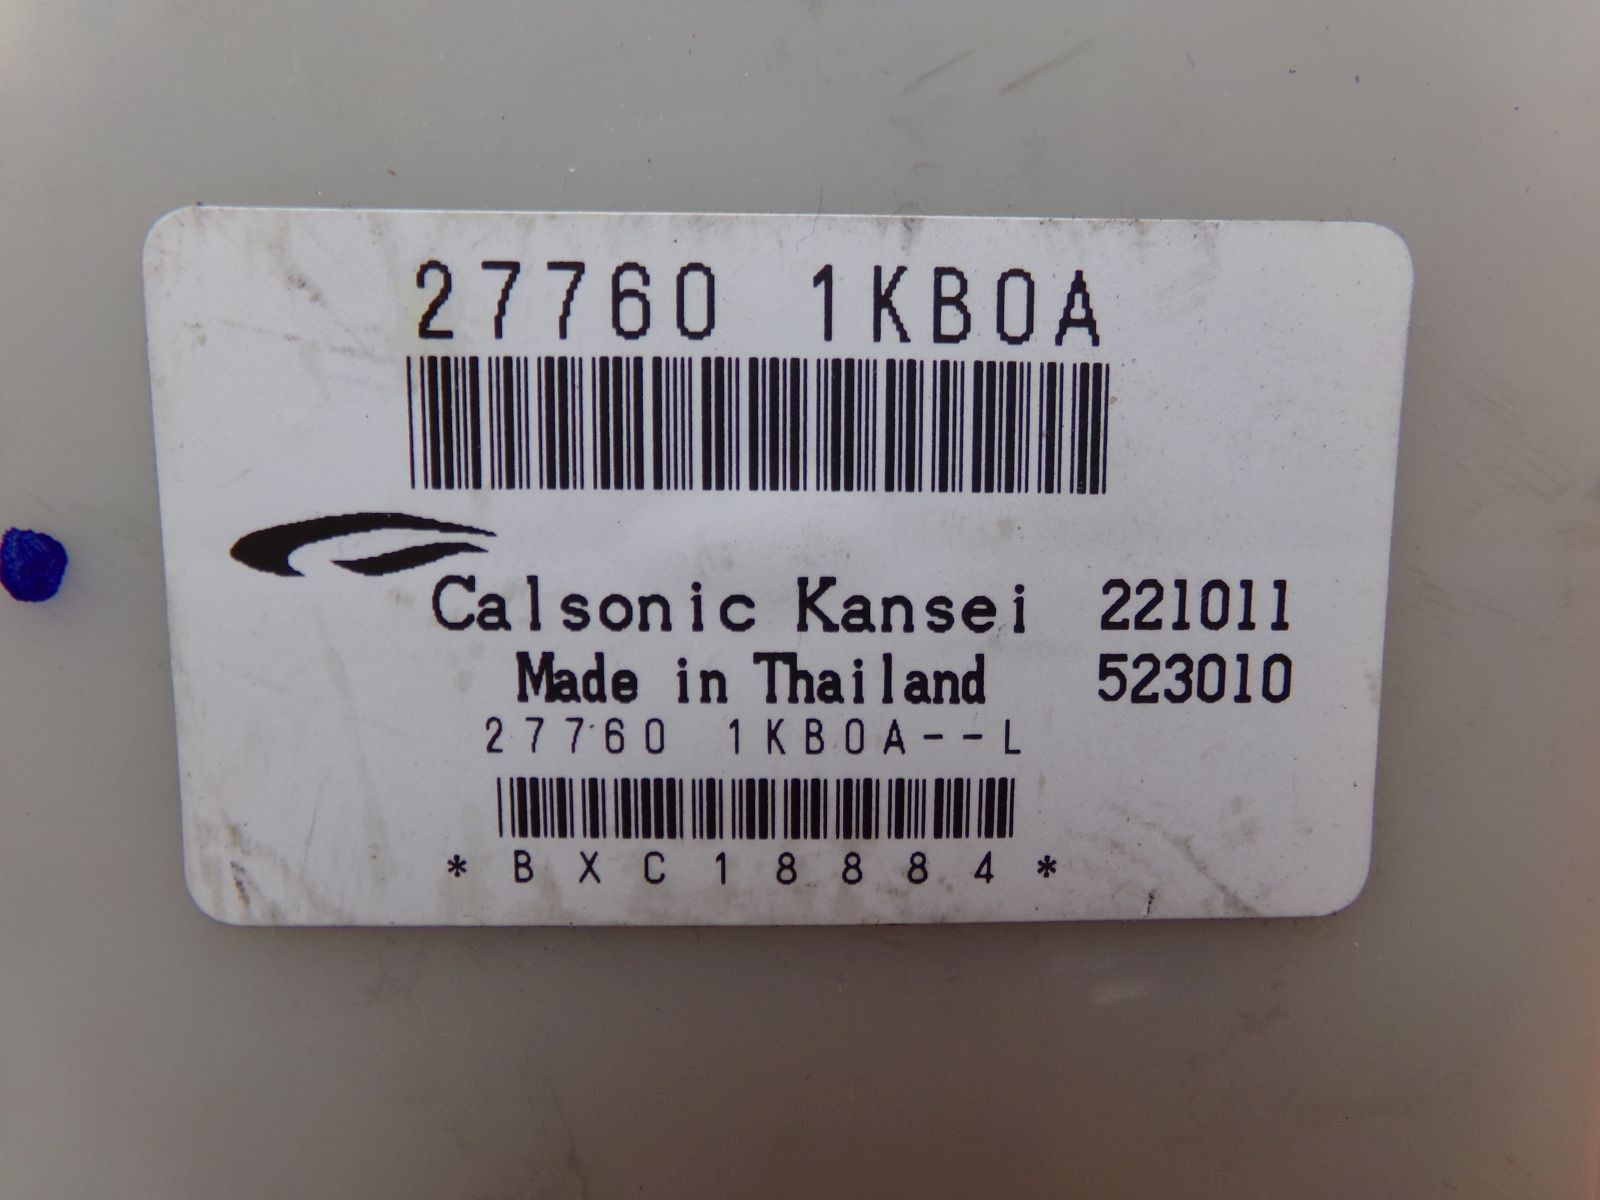 27760 1KB0A
Calsonic Kansei 221011
Made in Thailand 523010
27760 1KB0A--L
*BXC18884*